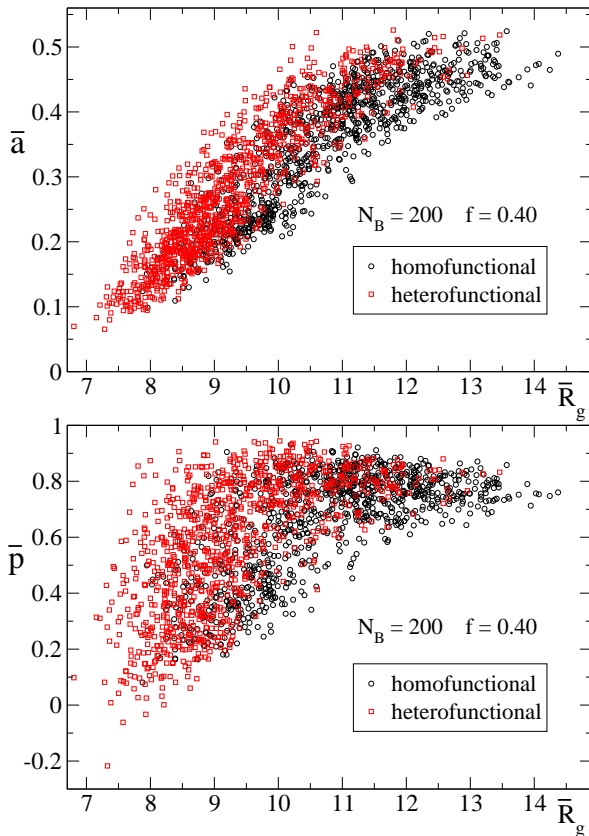 0.5
0.4
0.3
0.2
0.1
a̅
N_B = 200 f = 0.40
homofunctional
heterofunctional
7 8 9 10 11 12 13 14 R̅_g
1
0.8
0.6
0.4
0.2
0
-0.2
p̅
N_B = 200 f = 0.40
homofunctional
heterofunctional
7 8 9 10 11 12 13 14 R̅_g